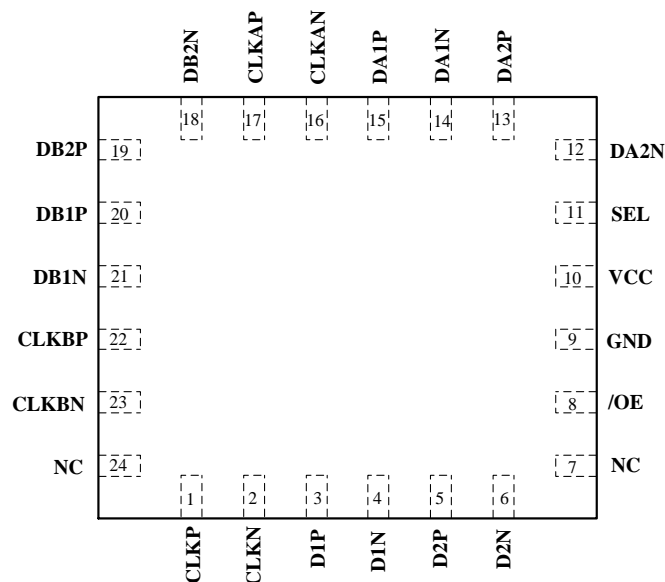 DB2N CLKAP CLKAN DA1P DA1N DA2P
18 17 16 15 14 13
DB2P 19 12 DA2N
DB1P 20 11 SEL
DB1N 21 10 VCC
CLKBP 22 9 GND
CLKBN 23 8 /OE
NC 24 7 NC
1 2 3 4 5 6
CLKP CLKN D1P D1N D2P D2N